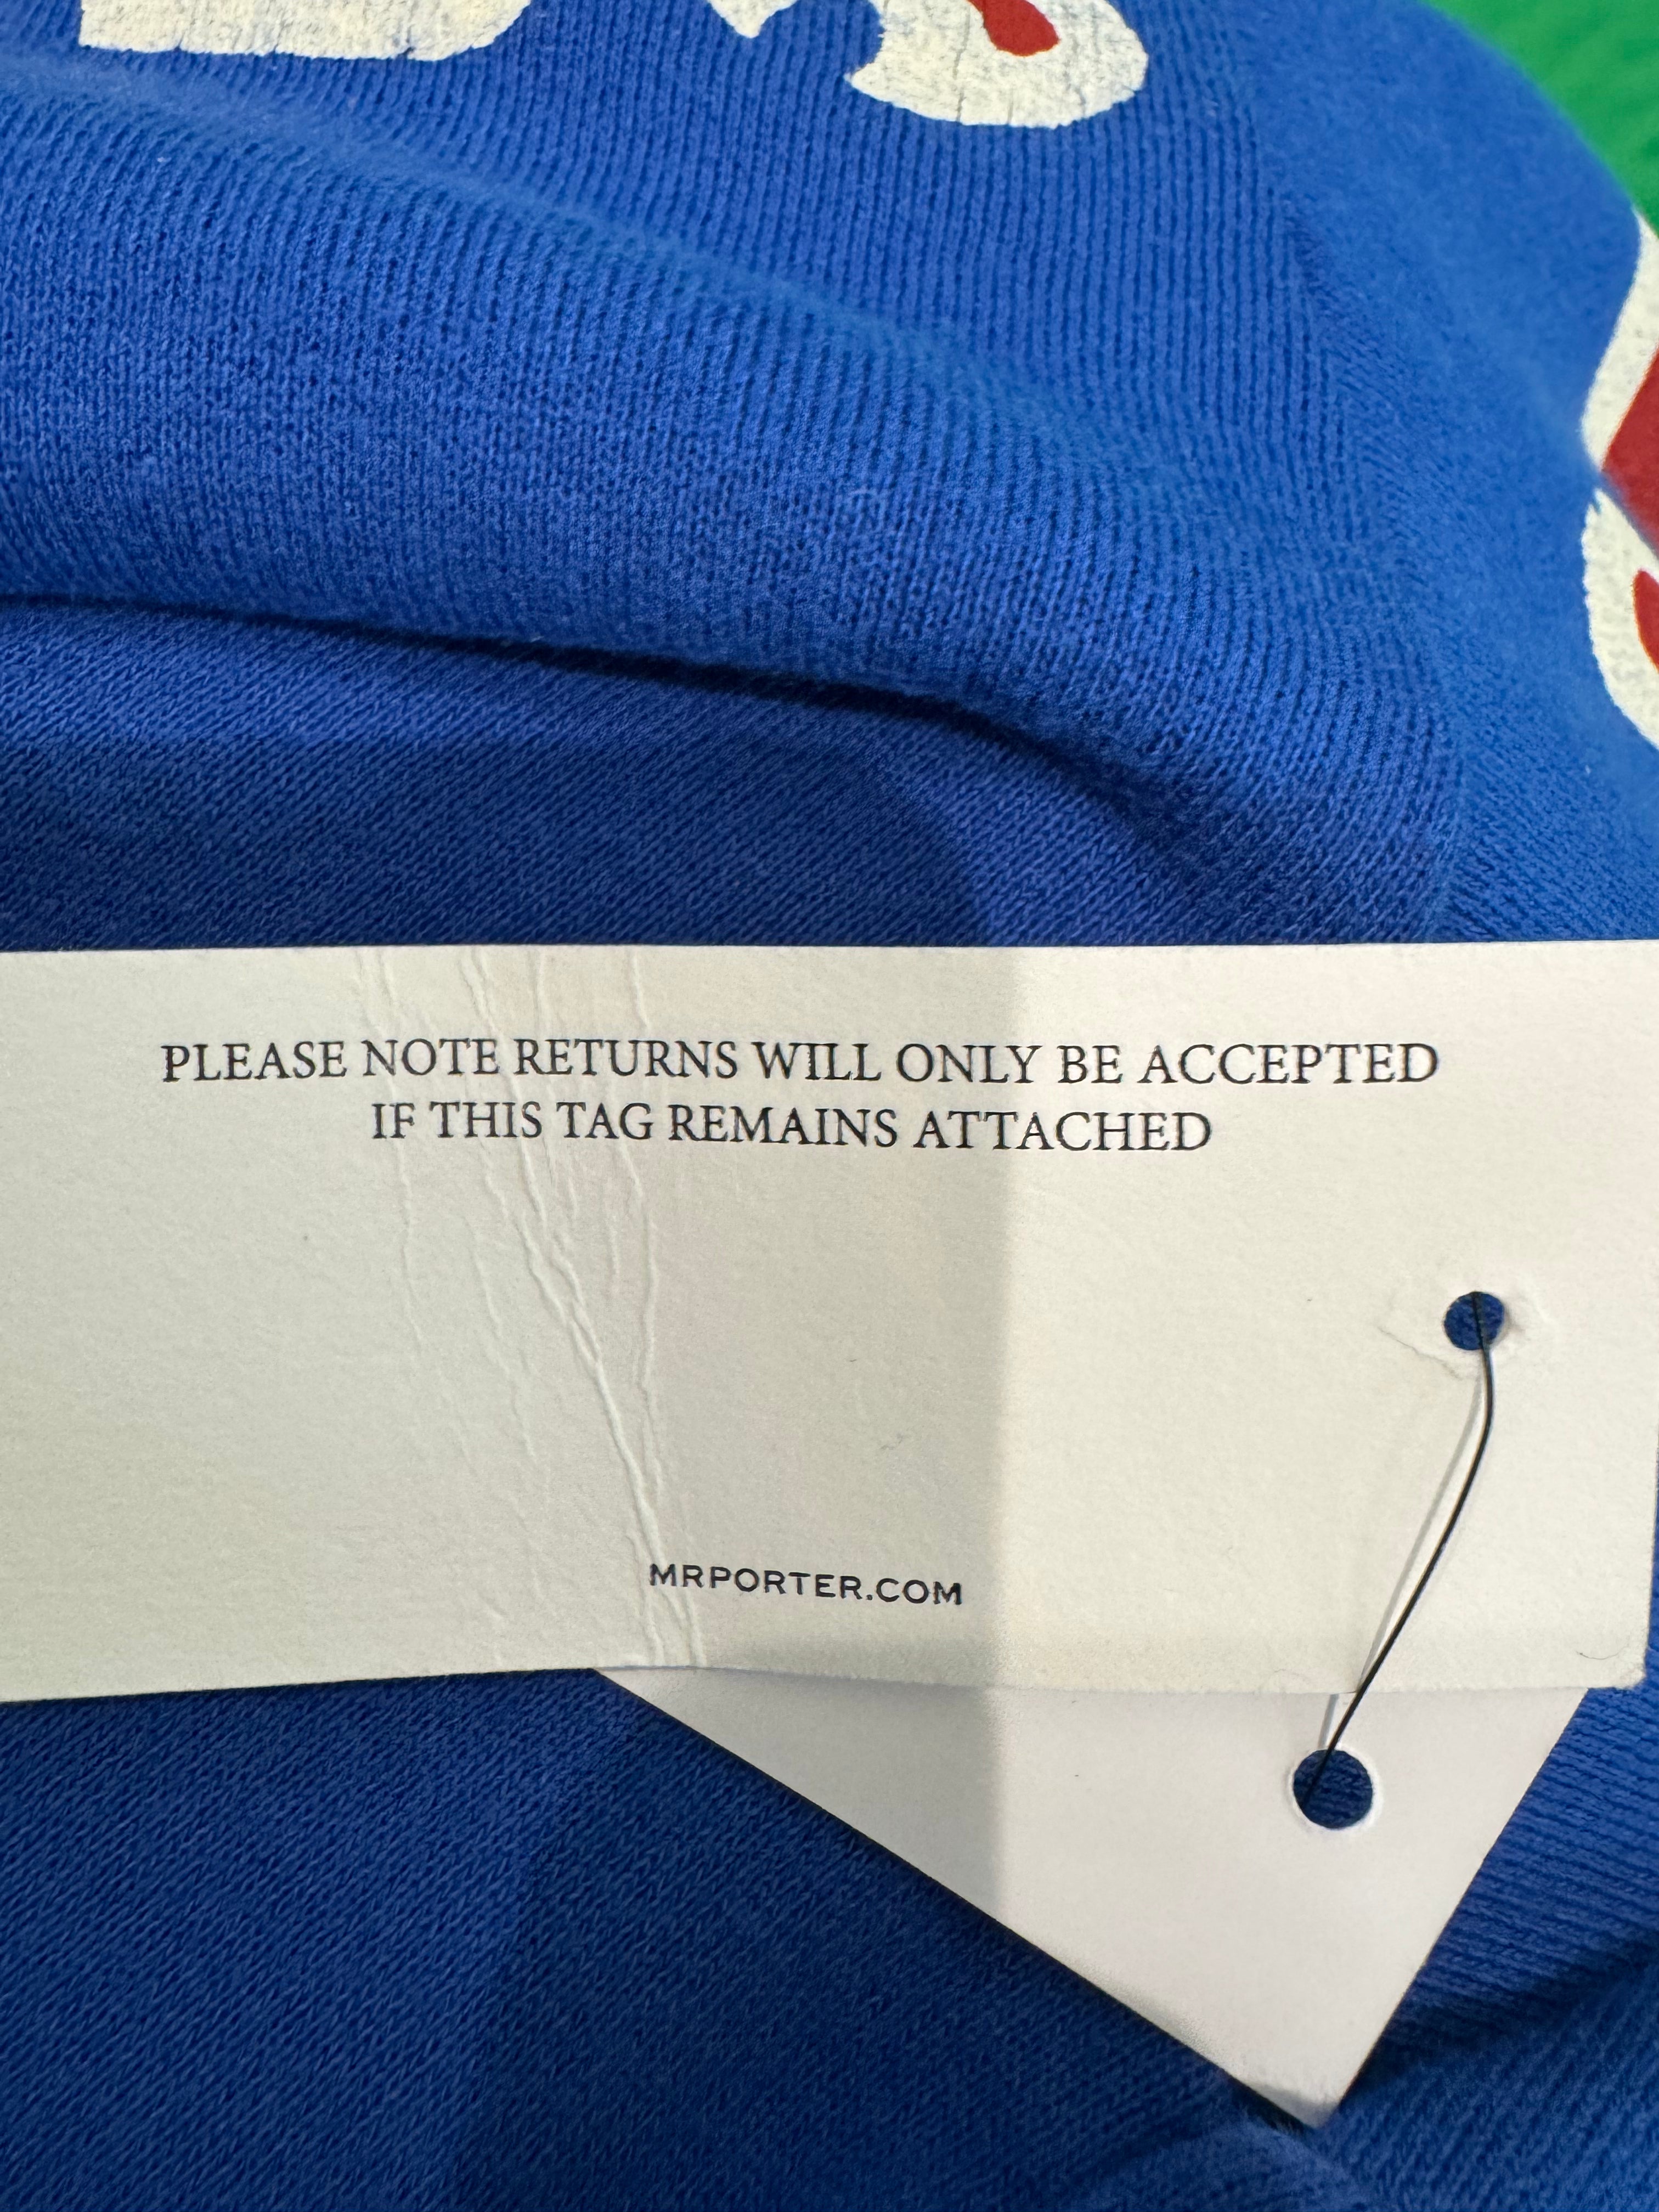 PLEASE NOTE RETURNS WILL ONLY BE ACCEPTED
IF THIS TAG REMAINS ATTACHED
MRPORTER.COM